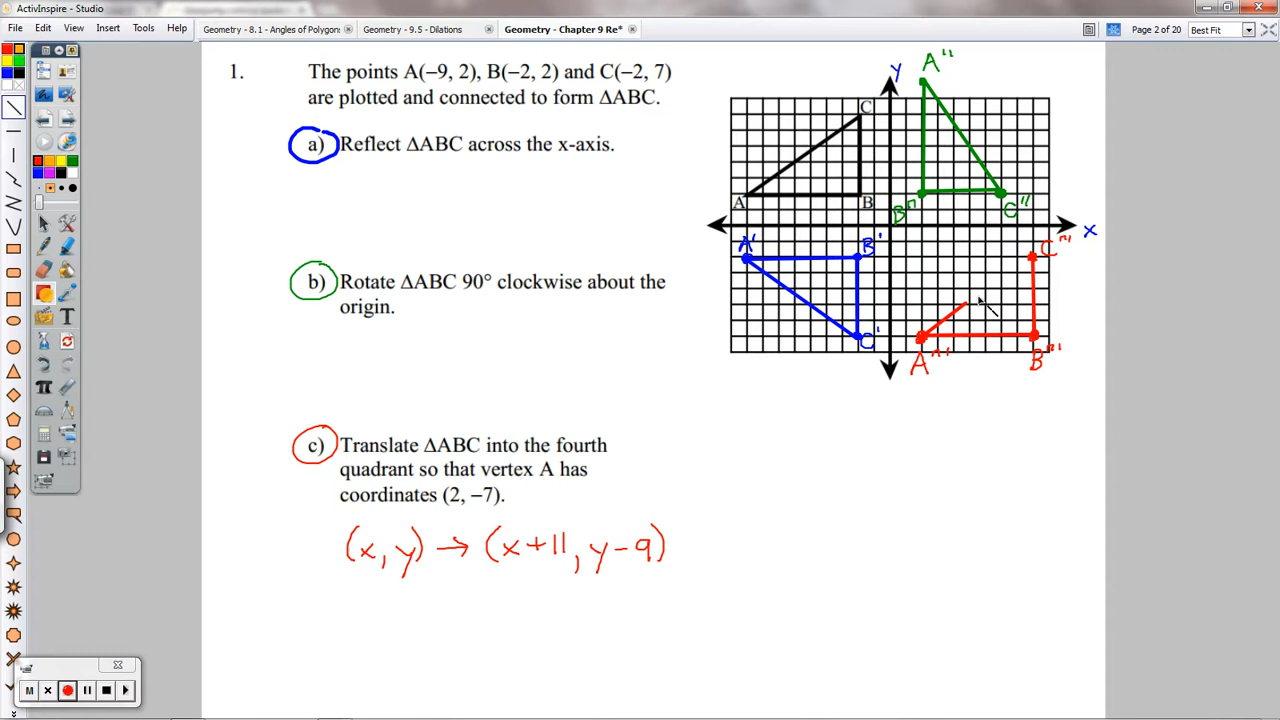 ActivInspire - Studio
File Edit View Insert Tools Help
Geometry - 8.1 - Angles of Polygons
Geometry - 9.5 - Dilations
Geometry - Chapter 9 Re*
Page 2 of 20
Best Fit
1. The points A(−9, 2), B(−2, 2) and C(−2, 7)
are plotted and connected to form ΔABC.
a) Reflect ΔABC across the x-axis.
b) Rotate ΔABC 90° clockwise about the
origin.
c) Translate ΔABC into the fourth
quadrant so that vertex A has
coordinates (2, −7).
(x, y) → (x+11, y−9)
y
A"
C
A
B
B"
C"
x
A'
B'
C'''
C'
A'''
B'''
T
M